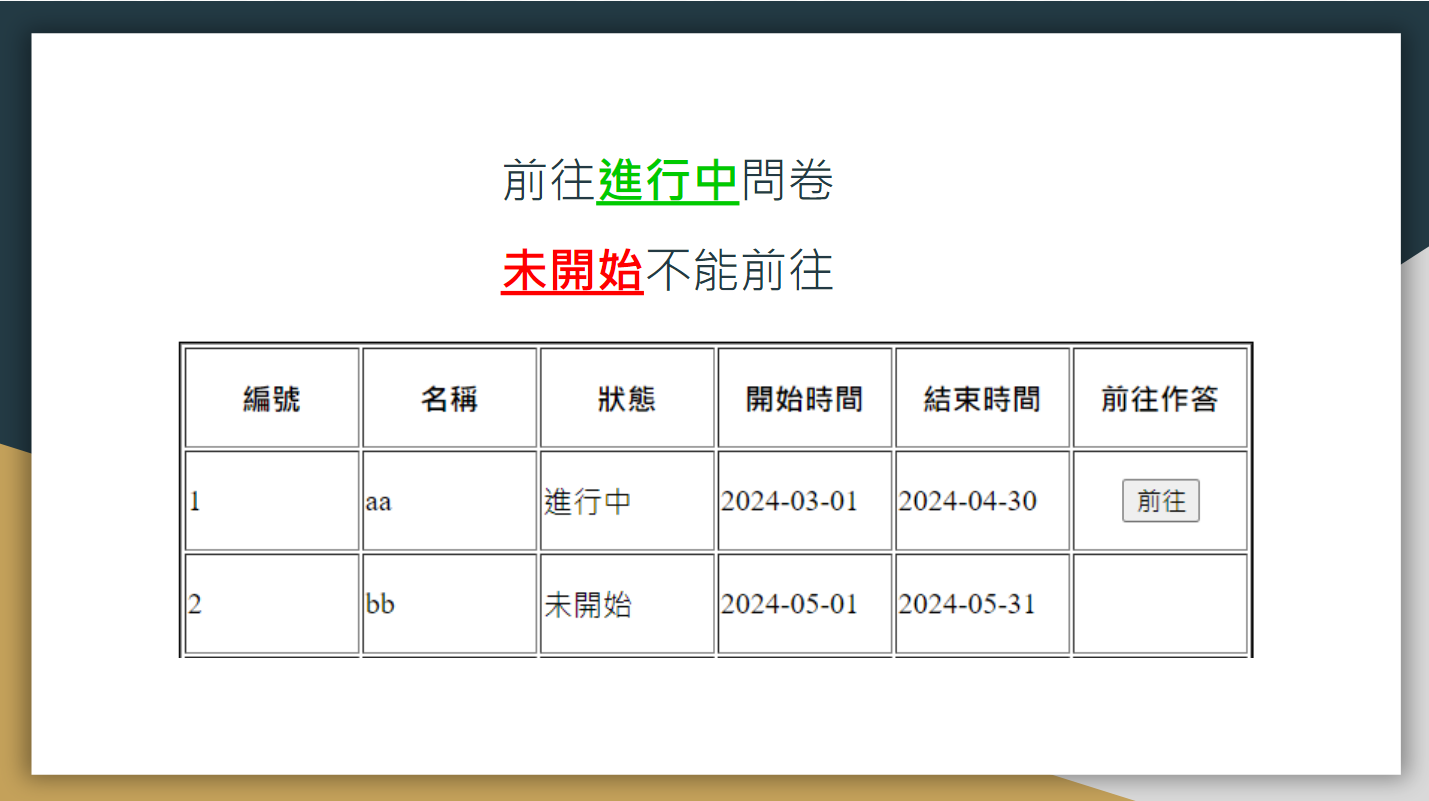 前往進行中問卷
未開始不能前往
編號 名稱 狀態 開始時間 結束時間 前往作答
1 aa 進行中 2024-03-01 2024-04-30 前往
2 bb 未開始 2024-05-01 2024-05-31